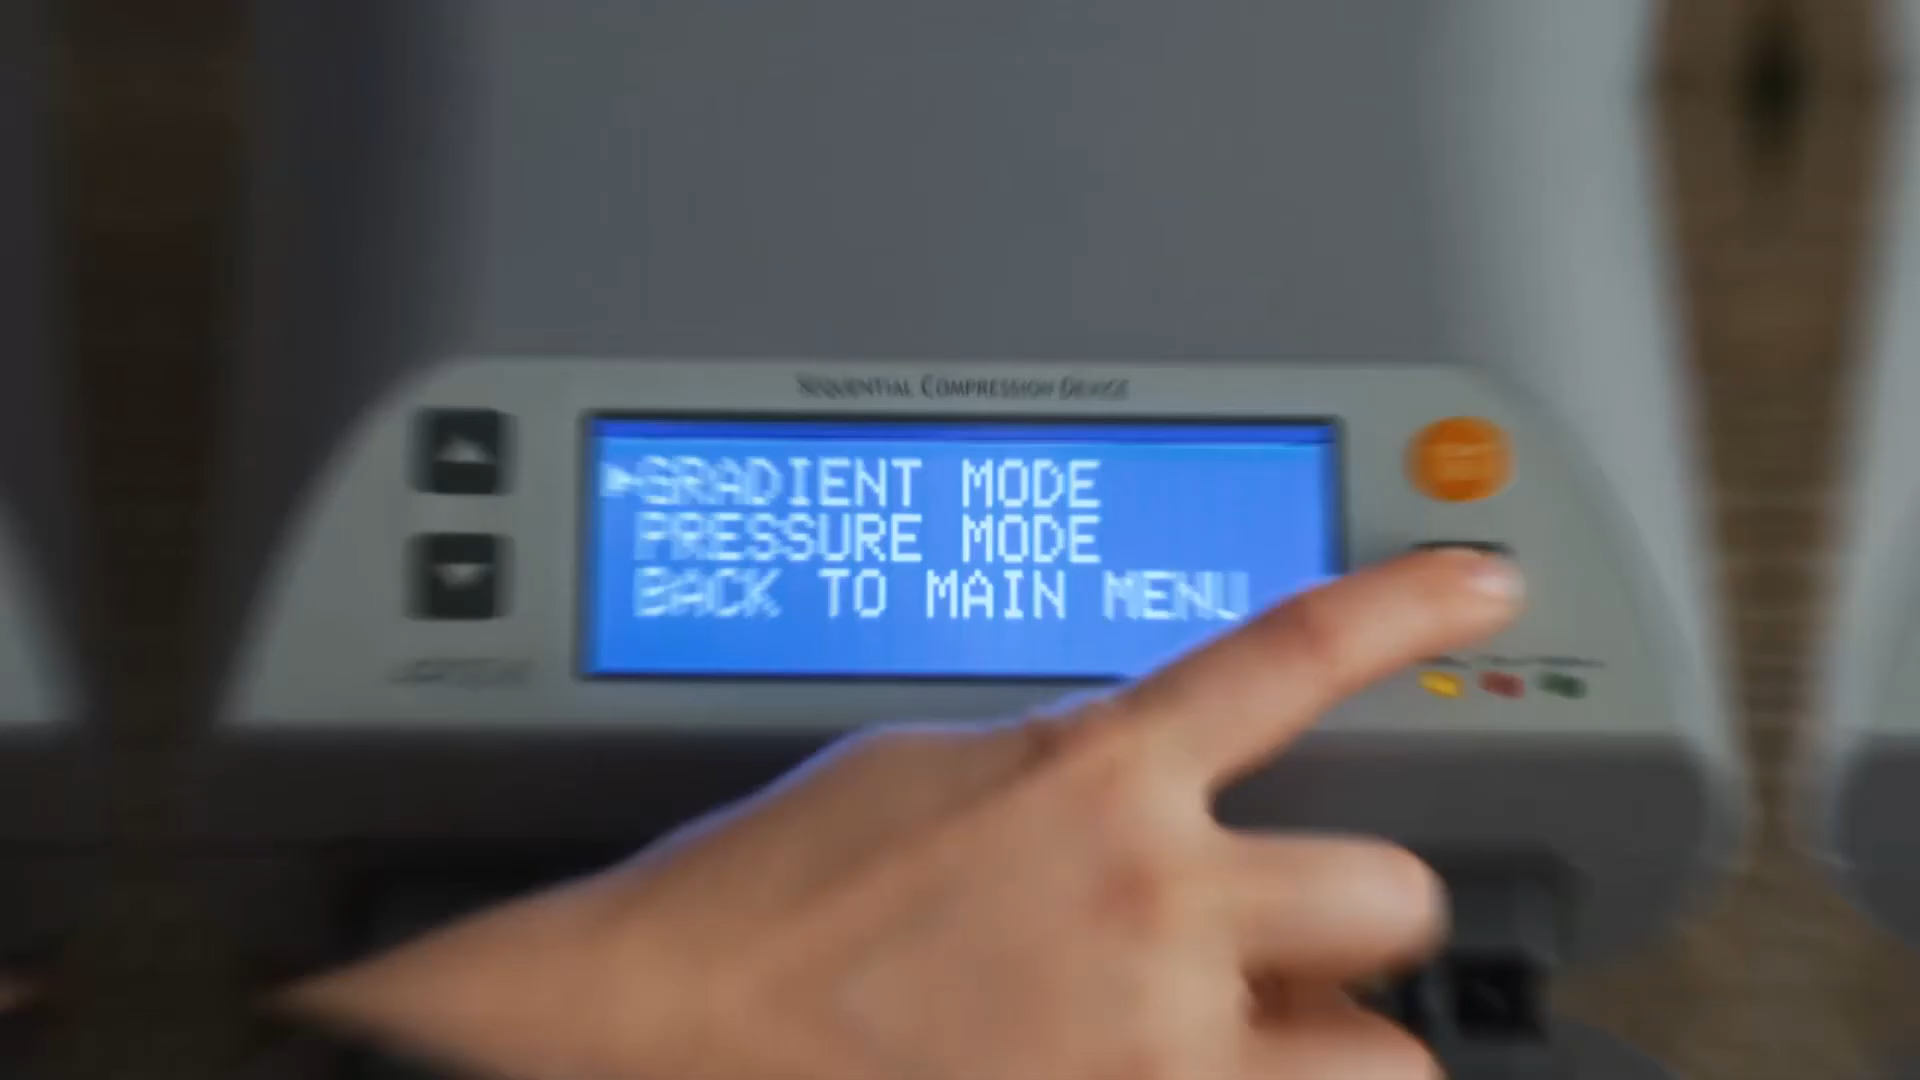 SEQUENTIAL COMPRESSION DEVICE
▶GRADIENT MODE
PRESSURE MODE
BACK TO MAIN MENU